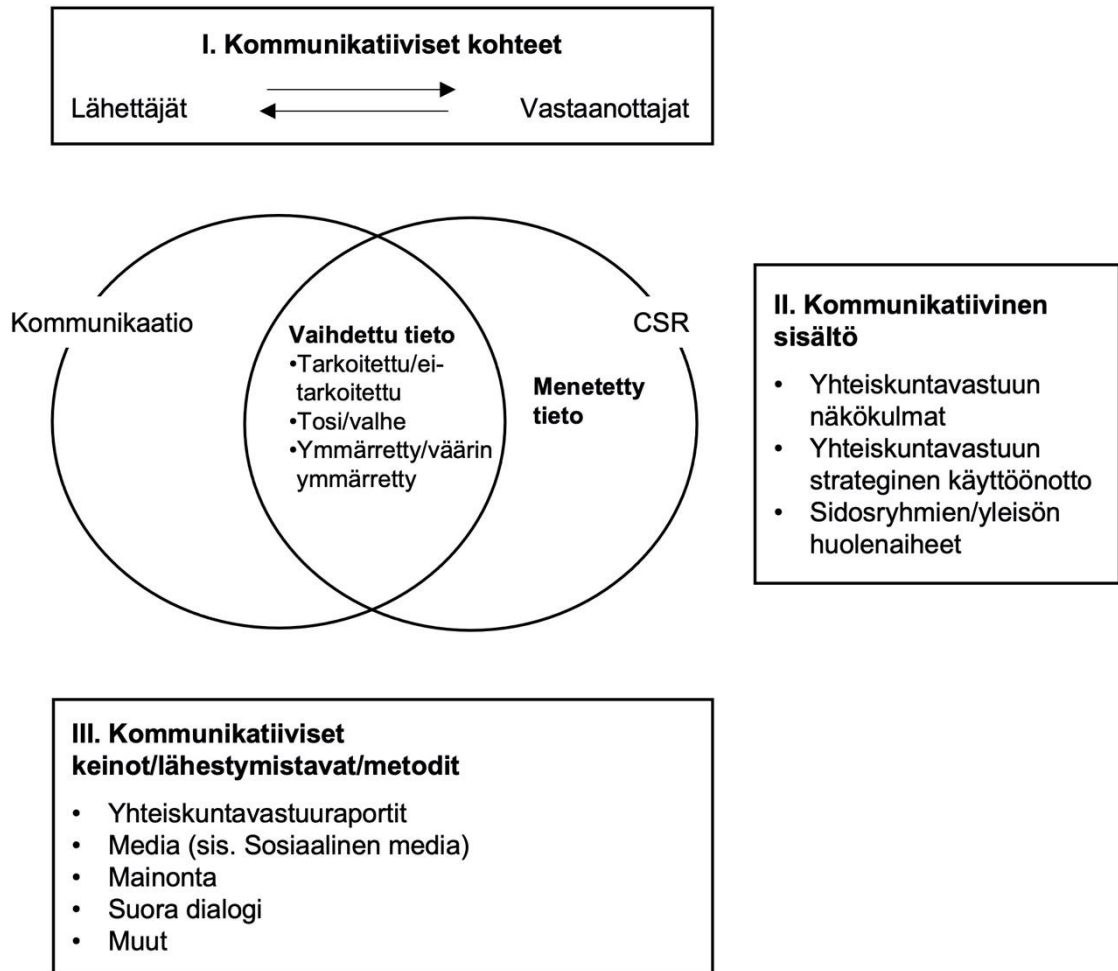 I. Kommunikatiiviset kohteet
Lähettäjät
Vastaanottajat
Kommunikaatio
Vaihdettu tieto
•Tarkoitettu/ei-
tarkoitettu
•Tosi/valhe
•Ymmärretty/väärin
ymmärretty
Menetetty
tieto
CSR
II. Kommunikatiivinen
sisältö
• Yhteiskuntavastuun
näkökulmat
• Yhteiskuntavastuun
strateginen käyttöönotto
• Sidosryhmien/yleisön
huolenaiheet
III. Kommunikatiiviset
keinot/lähestymistavat/metodit
• Yhteiskuntavastuuraportit
• Media (sis. Sosiaalinen media)
• Mainonta
• Suora dialogi
• Muut